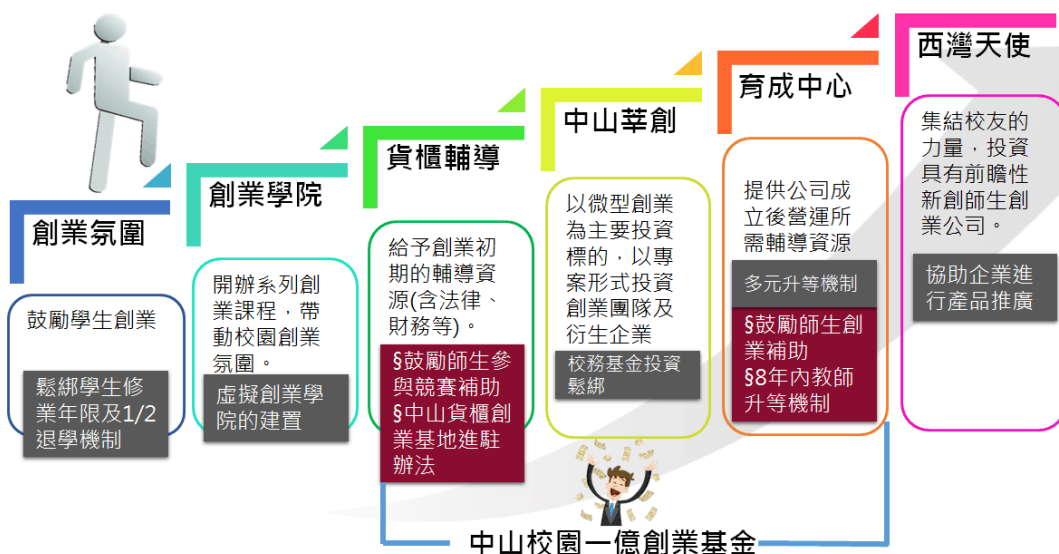 創業氛圍
鼓勵學生創業
鬆綁學生修
業年限及1/2
退學機制
創業學院
開辦系列創
業課程，帶
動校園創業
氛圍。
虛擬創業學
院的建置
貨櫃輔導
給予創業初
期的輔導資
源(含法律、
財務等)。
§鼓勵師生參
與競賽補助
§中山貨櫃創
業基地進駐
辦法
中山莘創
以微型創業
為主要投資
標的，以專
案形式投資
創業團隊及
衍生企業
校務基金投資
鬆綁
育成中心
提供公司成
立後營運所
需輔導資源
多元升等機制
§鼓勵師生創
業補助
§8年內教師
升等機制
西灣天使
集結校友的
力量，投資
具有前瞻性
新創師生創
業公司。
協助企業進
行產品推廣
中山校園一億創業基金